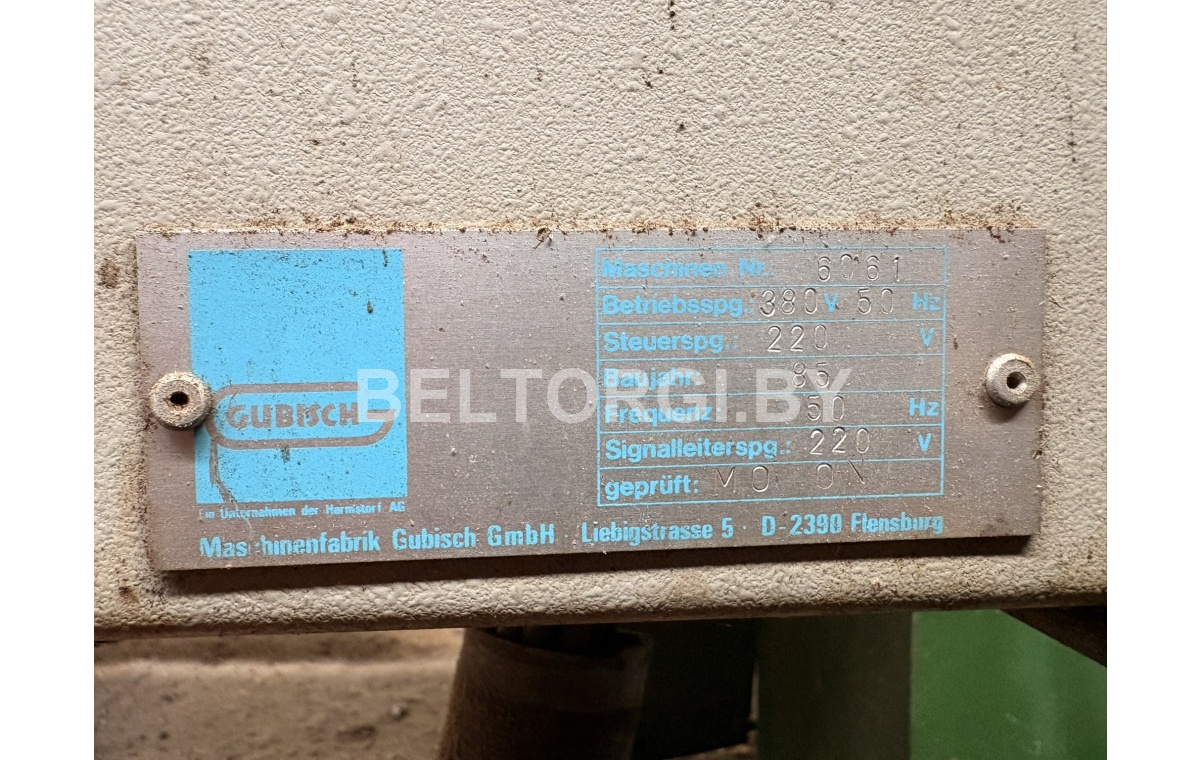 GUBISCH
Ein Unternehmen der Harmstorf AG
Maschinen Nr.: 6061
Betriebsspg.: 380 V 50 Hz
Steuerspg.: 220 V
Baujahr: 85
Frequenz: 50 Hz
Signalleiterspg.: 220 V
geprüft:
Maschinenfabrik Gubisch GmbH · Liebigstrasse 5 · D-2390 Flensburg
BELTORGI.BY